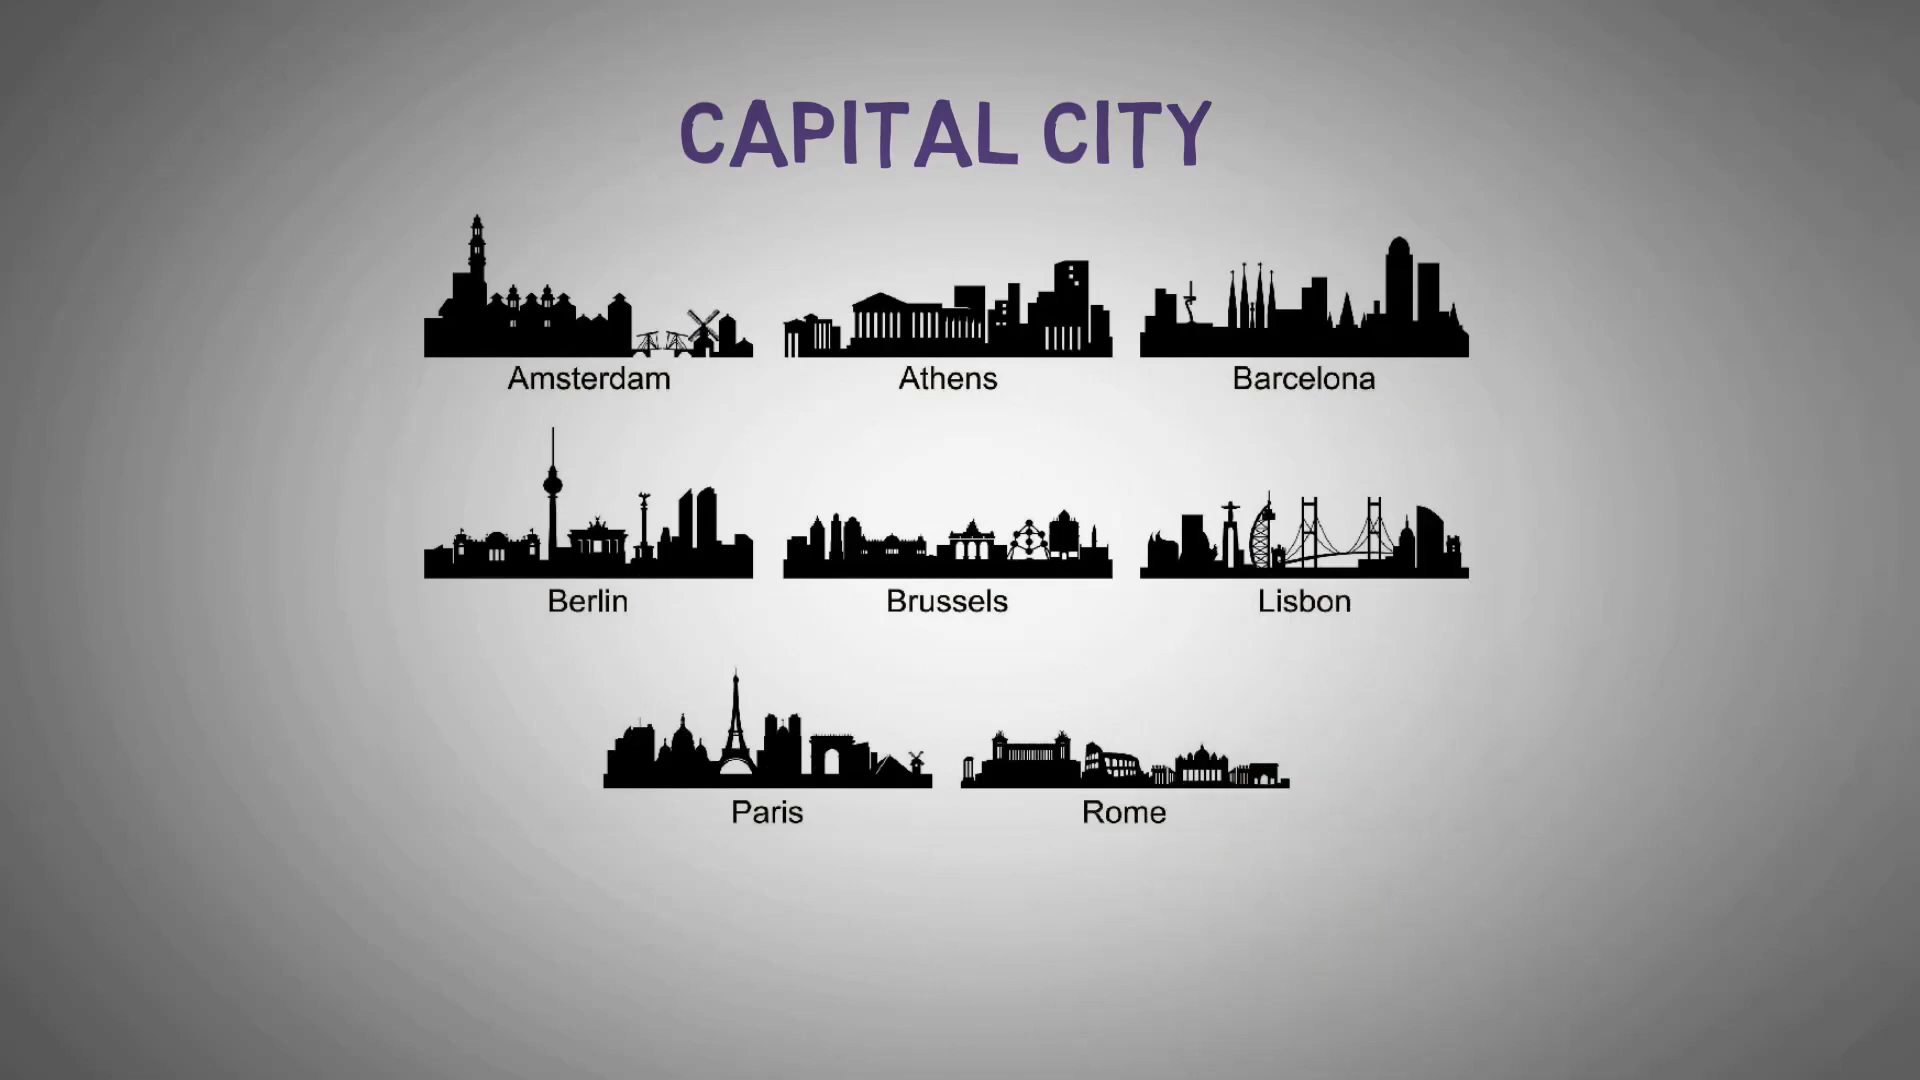 CAPITAL CITY
Amsterdam
Athens
Barcelona
Berlin
Brussels
Lisbon
Paris
Rome